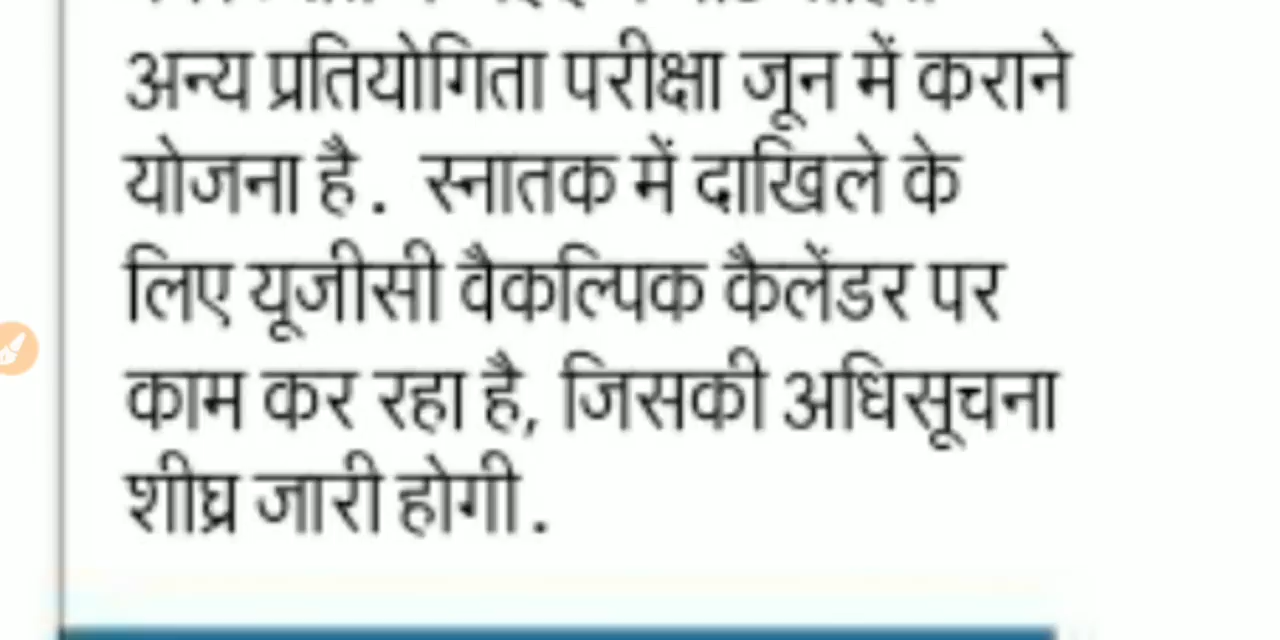 अन्य प्रतियोगिता परीक्षा जून में कराने
योजना है. स्नातक में दाखिले के
लिए यूजीसी वैकल्पिक कैलेंडर पर
काम कर रहा है, जिसकी अधिसूचना
शीघ्र जारी होगी.